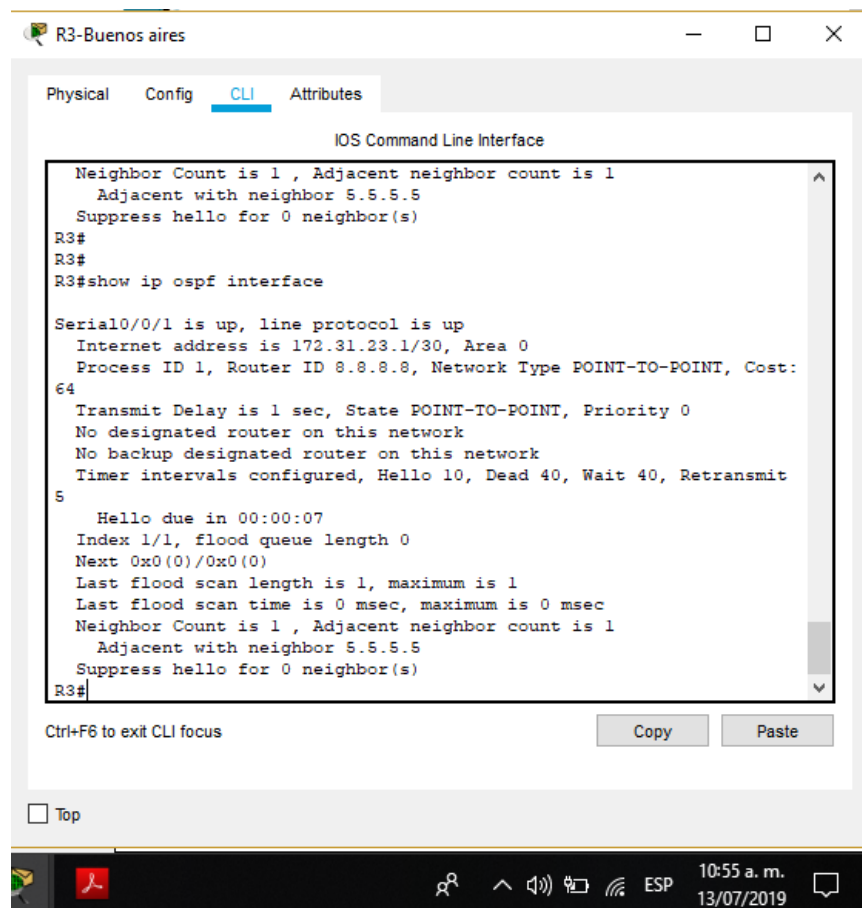 R3-Buenos aires
Physical Config CLI Attributes
IOS Command Line Interface
Neighbor Count is 1 , Adjacent neighbor count is 1
Adjacent with neighbor 5.5.5.5
Suppress hello for 0 neighbor(s)
R3#
R3#
R3#show ip ospf interface
Serial0/0/1 is up, line protocol is up
Internet address is 172.31.23.1/30, Area 0
Process ID 1, Router ID 8.8.8.8, Network Type POINT-TO-POINT, Cost:
64
Transmit Delay is 1 sec, State POINT-TO-POINT, Priority 0
No designated router on this network
No backup designated router on this network
Timer intervals configured, Hello 10, Dead 40, Wait 40, Retransmit
5
Hello due in 00:00:07
Index 1/1, flood queue length 0
Next 0x0(0)/0x0(0)
Last flood scan length is 1, maximum is 1
Last flood scan time is 0 msec, maximum is 0 msec
Neighbor Count is 1 , Adjacent neighbor count is 1
Adjacent with neighbor 5.5.5.5
Suppress hello for 0 neighbor(s)
R3#
Ctrl+F6 to exit CLI focus
Copy Paste
Top
ESP
10:55 a. m.
13/07/2019